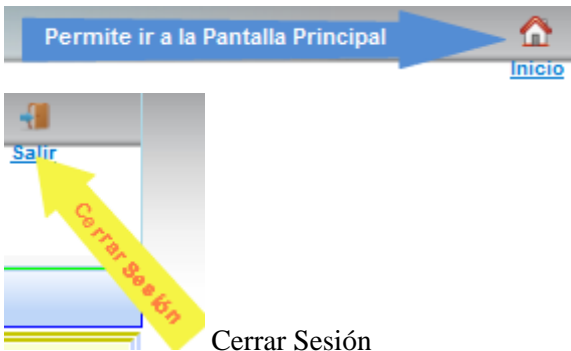 Permite ir a la Pantalla Principal
Inicio
Salir
Cerrar Sesión
Cerrar Sesión